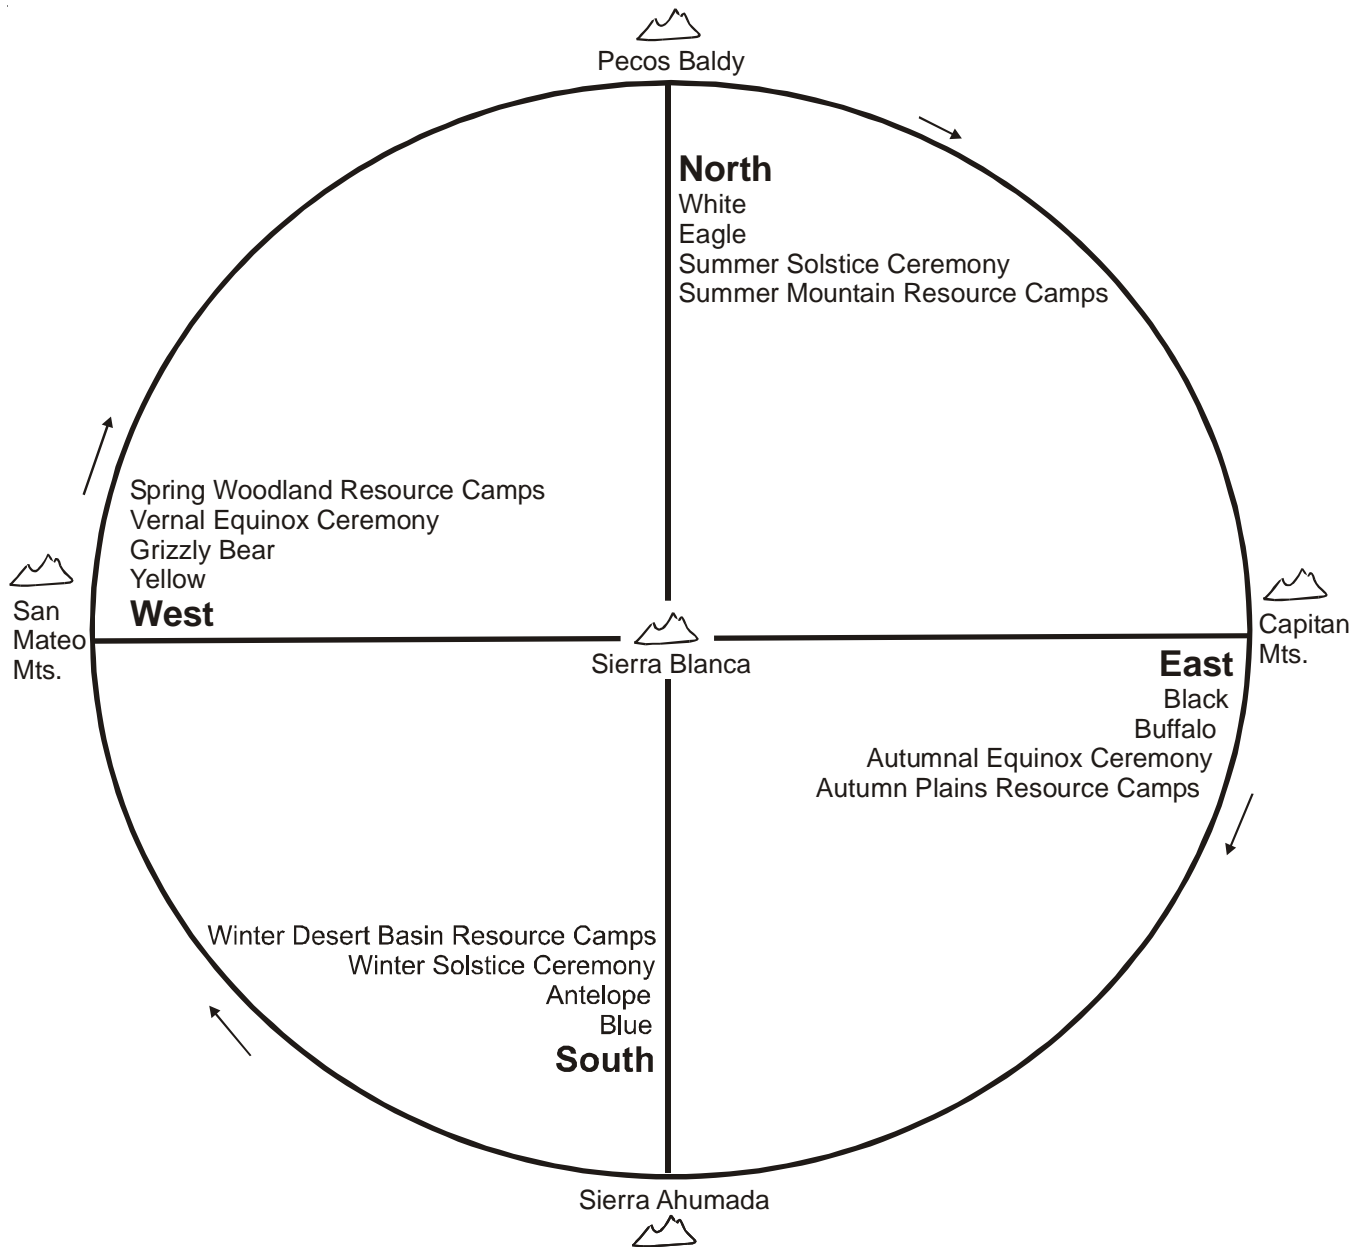 Pecos Baldy
North
White
Eagle
Summer Solstice Ceremony
Summer Mountain Resource Camps
Spring Woodland Resource Camps
Vernal Equinox Ceremony
Grizzly Bear
Yellow
West
San
Mateo
Mts.
Sierra Blanca
Capitan
Mts.
East
Black
Buffalo
Autumnal Equinox Ceremony
Autumn Plains Resource Camps
Winter Desert Basin Resource Camps
Winter Solstice Ceremony
Antelope
Blue
South
Sierra Ahumada